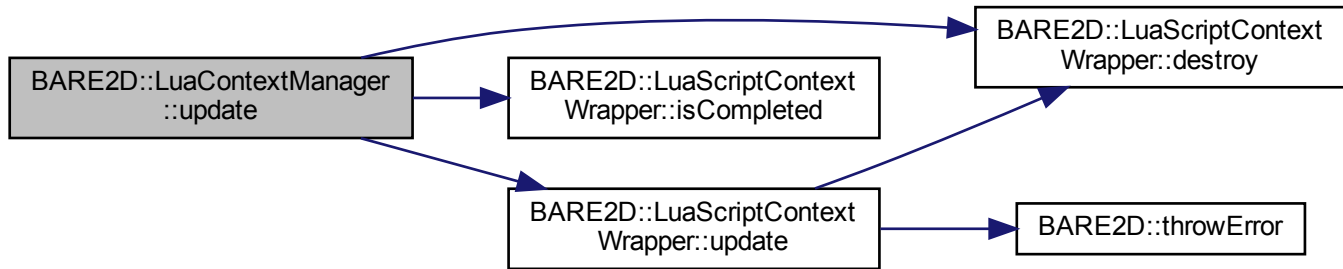 BARE2D::LuaContextManager
::update
BARE2D::LuaScriptContext
Wrapper::isCompleted
BARE2D::LuaScriptContext
Wrapper::update
BARE2D::LuaScriptContext
Wrapper::destroy
BARE2D::throwError